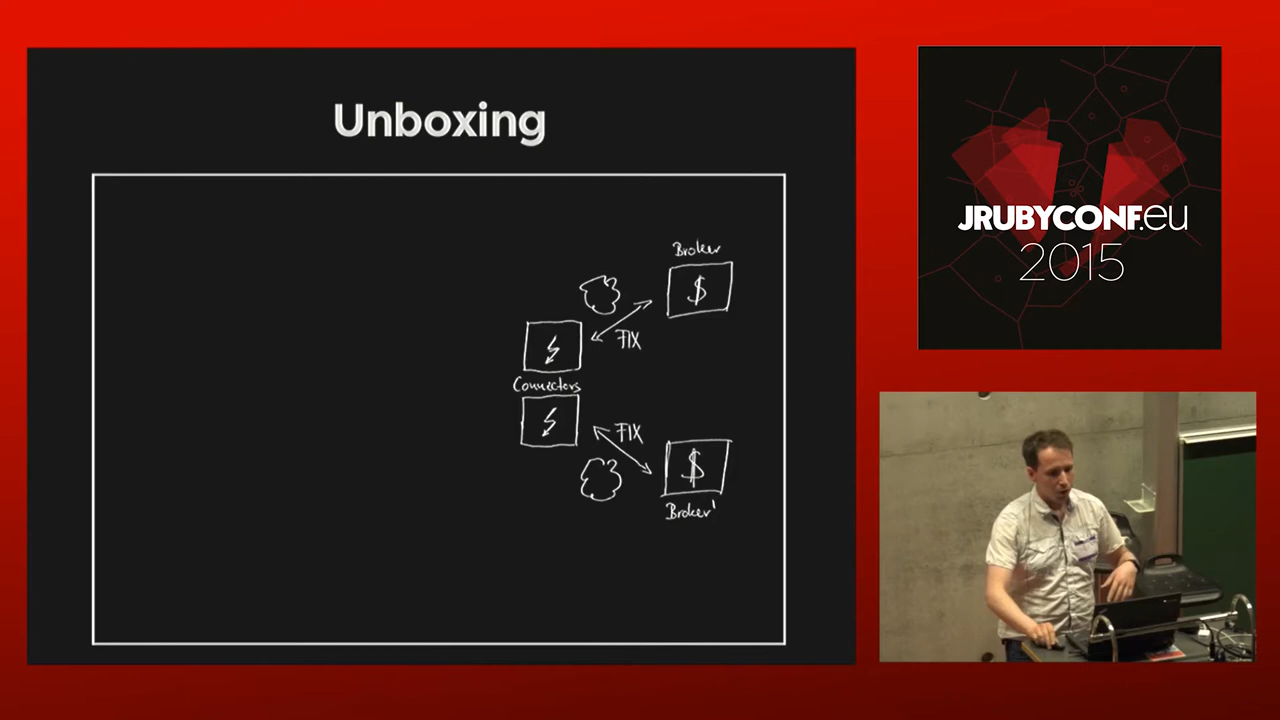 Unboxing
Broker
$
FIX
Connectors
FIX
$
Broker'
JRUBYCONF.eu
2015